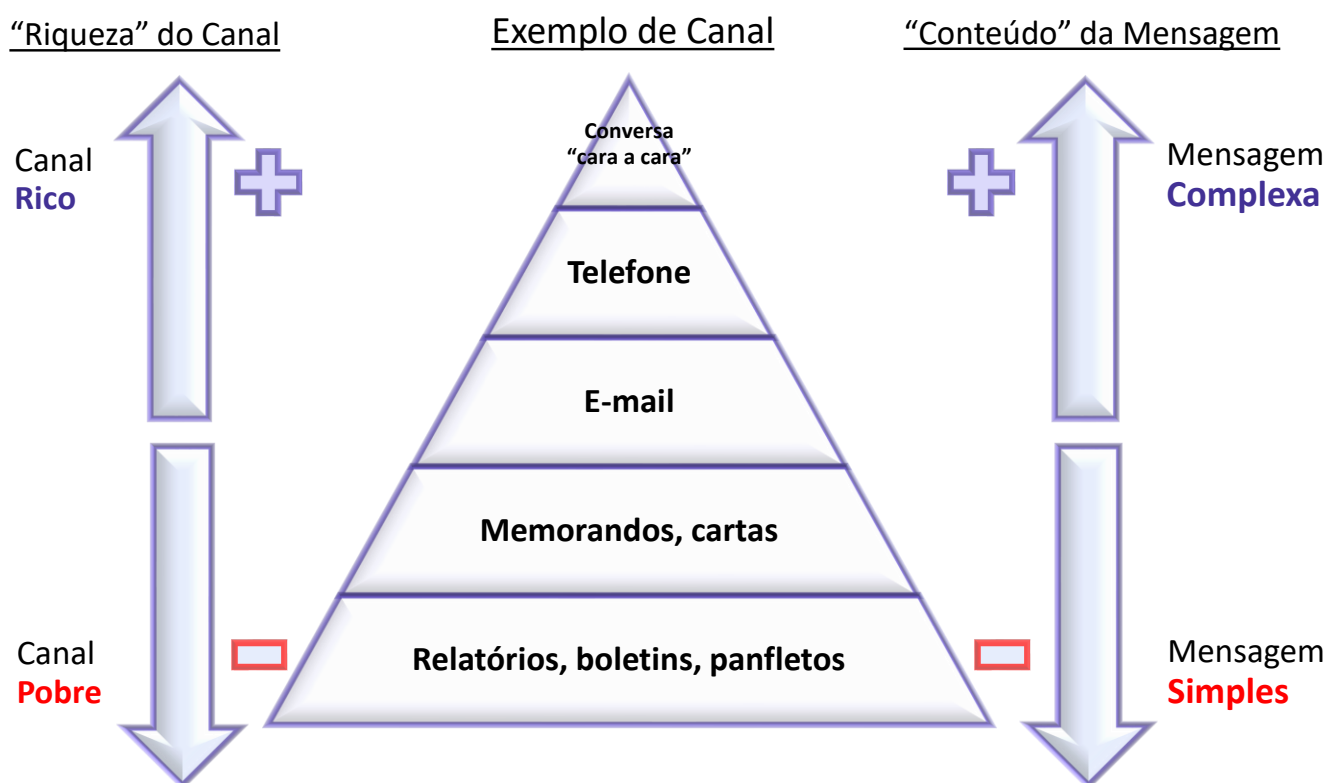 “Riqueza” do Canal
Exemplo de Canal
“Conteúdo” da Mensagem
Canal
Rico
Conversa
“cara a cara”
Mensagem
Complexa
Telefone
E-mail
Memorandos, cartas
Canal
Pobre
Relatórios, boletins, panfletos
Mensagem
Simples